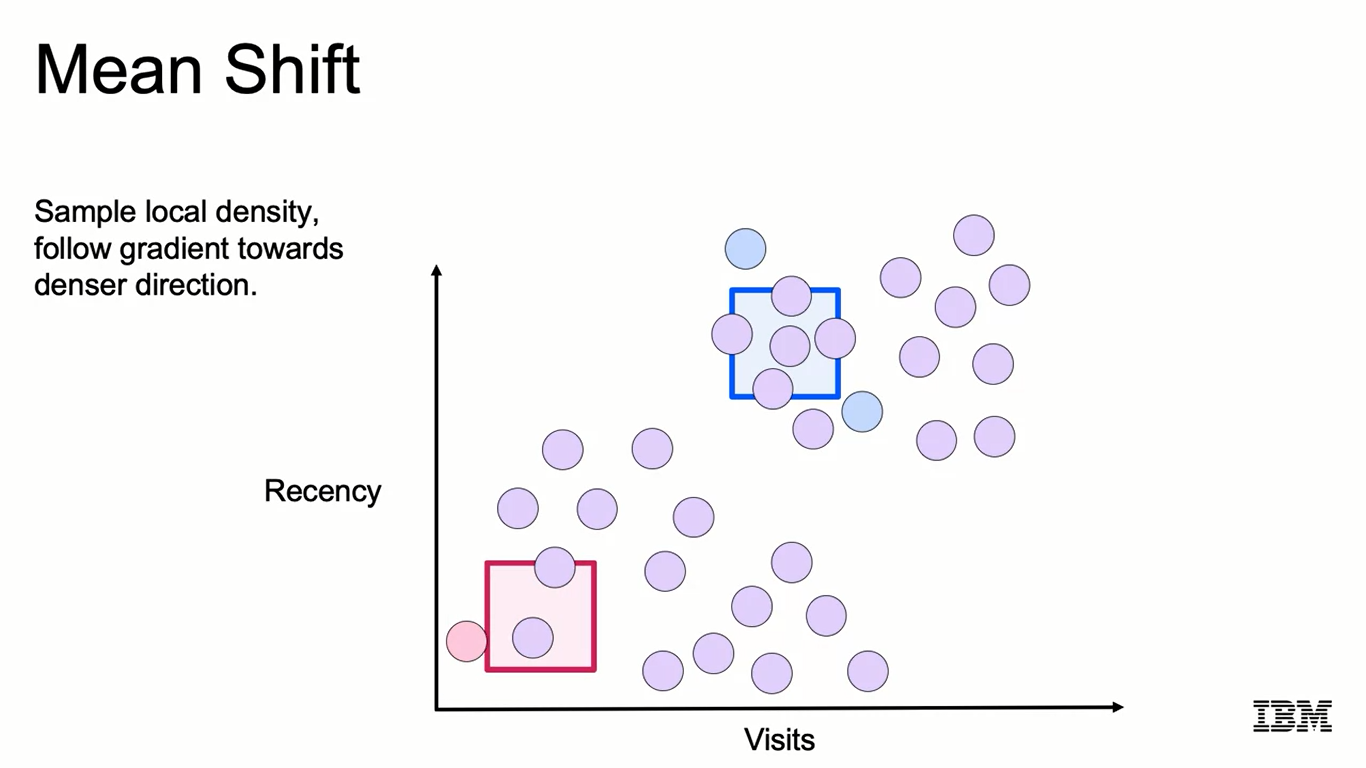 Mean Shift
Sample local density,
follow gradient towards
denser direction.
Recency
Visits
IBM